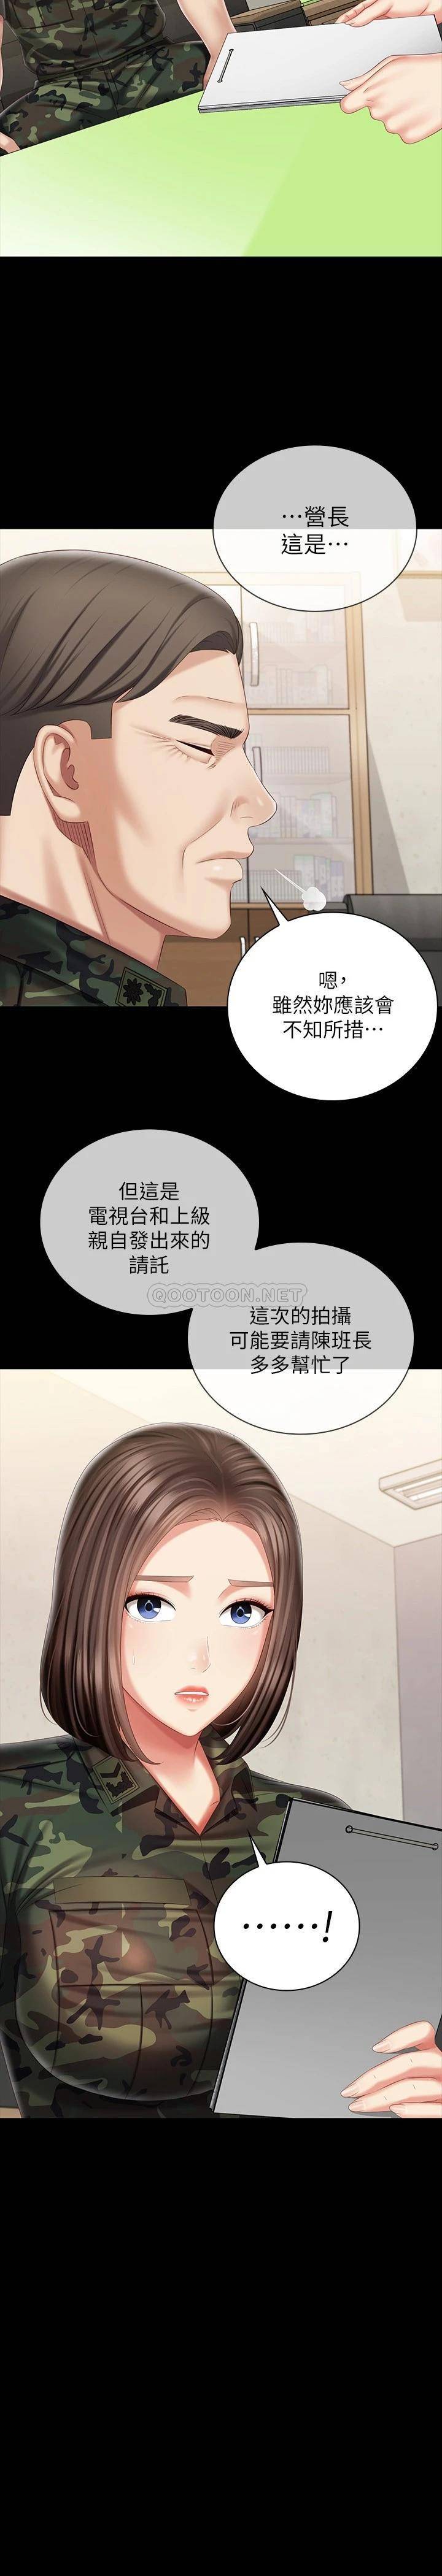 …營長
這是…
嗯，
雖然妳應該會
不知所措…
但這是
電視台和上級
親自發出來的
請託
QOOTOON.NET
這次的拍攝
可能要請陳班長
多多幫忙了
……!